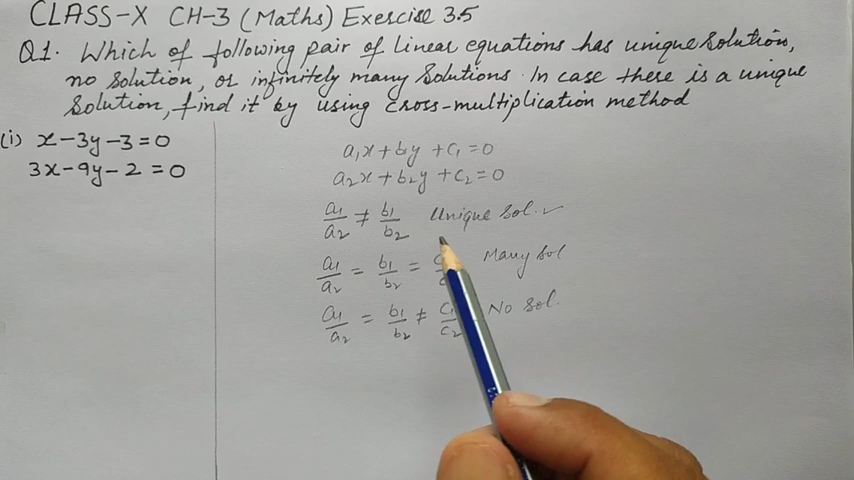 CLASS-X CH-3 (Maths) Exercise 3.5
Q1. Which of following pair of linear equations has unique solution,
no solution, or infinitely many solutions. In case there is a unique
solution, find it by using cross-multiplication method
(i) x-3y-3=0
3x-9y-2=0
a₁x+b₁y+c₁=0
a₂x+b₂y+c₂=0
a₁/a₂ ≠ b₁/b₂ Unique sol. ✓
a₁/a₂ = b₁/b₂ = Many sol
a₁/a₂ = b₁/b₂ ≠ c₁/c₂ No sol.